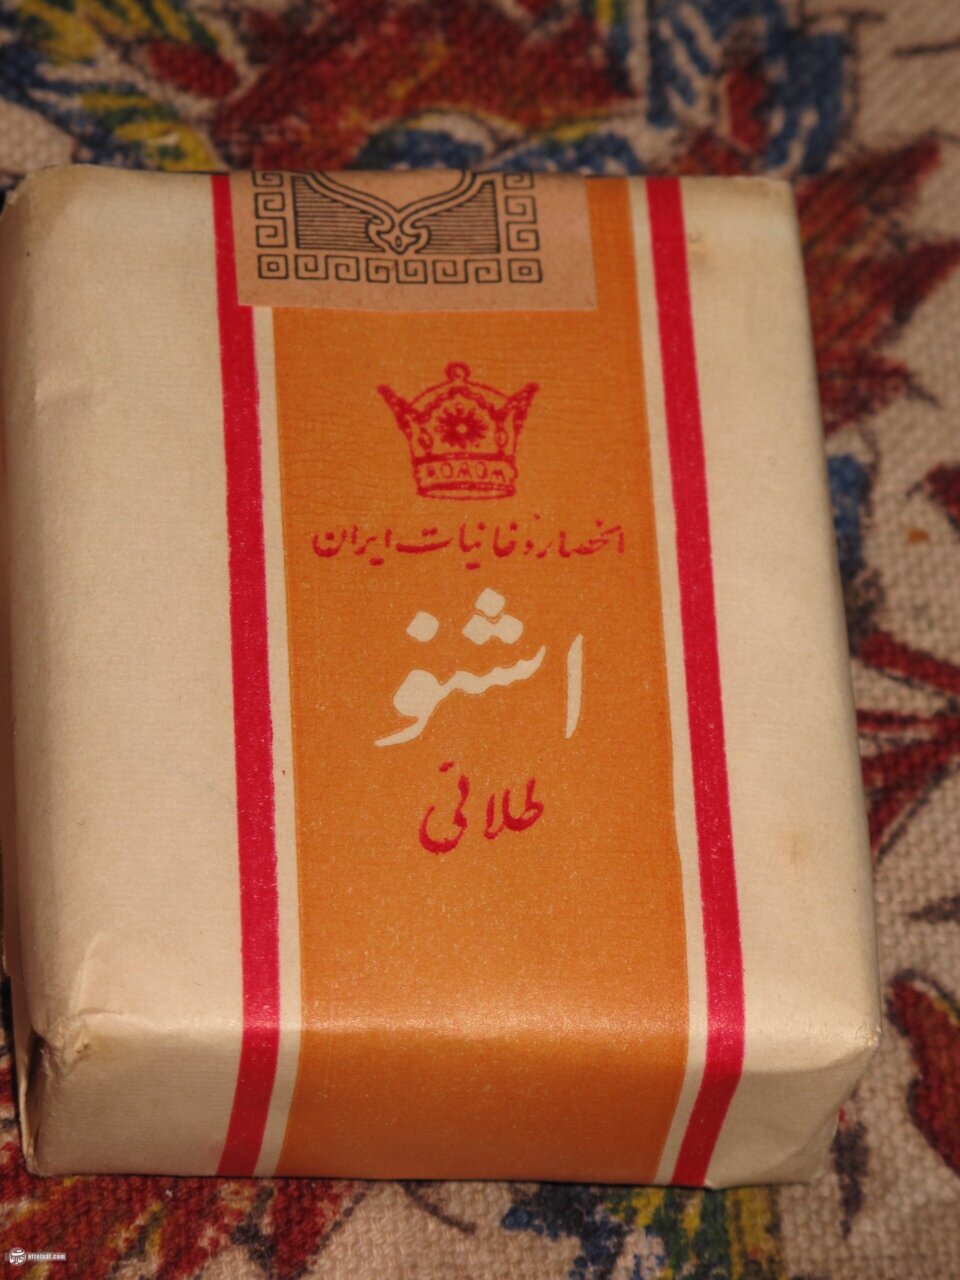 انحصار دخانیات ایران
اشنو
طلائی